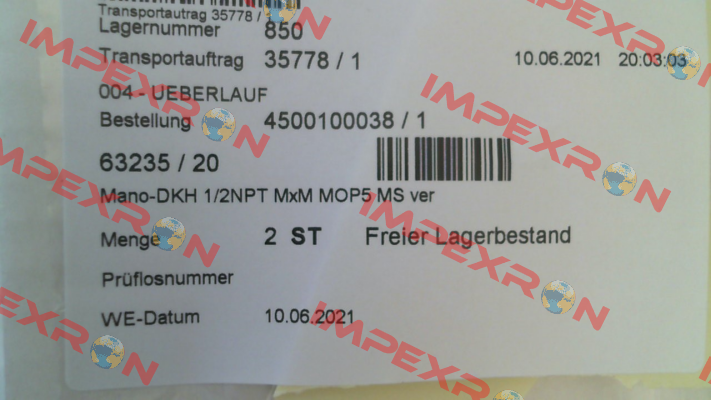 Transportautrag 35778 /
Lagernummer 850
Transportauftrag 35778 / 1 10.06.2021 20:03:03
004 - UEBERLAUF
Bestellung 4500100038 / 1
63235 / 20
Mano-DKH 1/2NPT MxM MOP5 MS ver
Menge 2 ST Freier Lagerbestand
Prüflosnummer
WE-Datum 10.06.2021
IMPEXRON
IMPEXRON
IMPEXRON
IMPEXRON
IMPEXRON